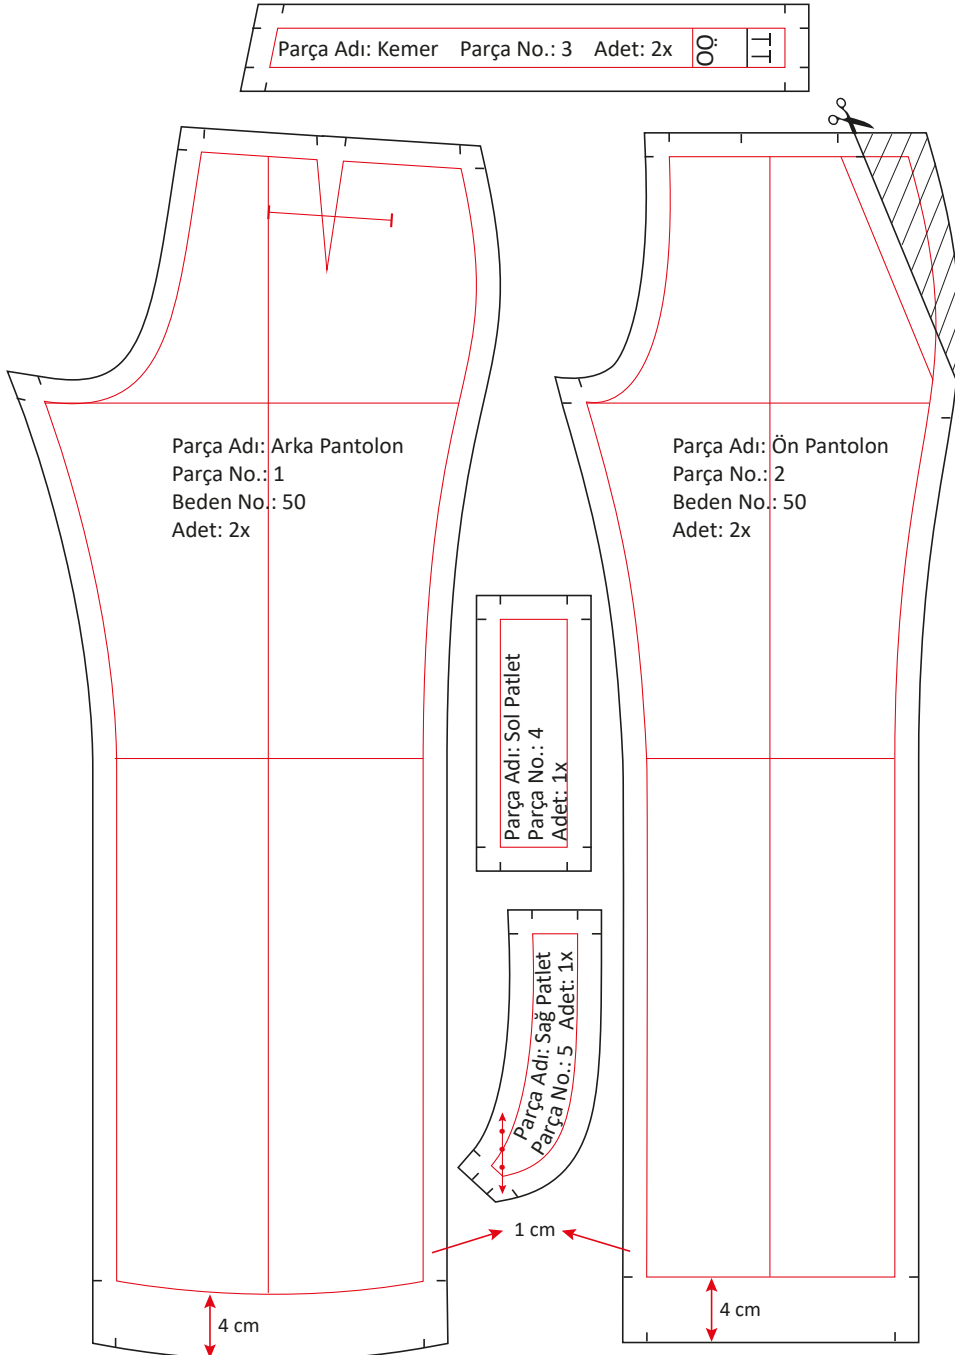 Parça Adı: Kemer Parça No.: 3 Adet: 2x
ÖO
TT
Parça Adı: Arka Pantolon
Parça No.: 1
Beden No.: 50
Adet: 2x
Parça Adı: Ön Pantolon
Parça No.: 2
Beden No.: 50
Adet: 2x
Parça Adı: Sol Patlet
Parça No.: 4
Adet: 1x
Parça Adı: Sağ Patlet
Parça No.: 5 Adet: 1x
1 cm
4 cm
4 cm